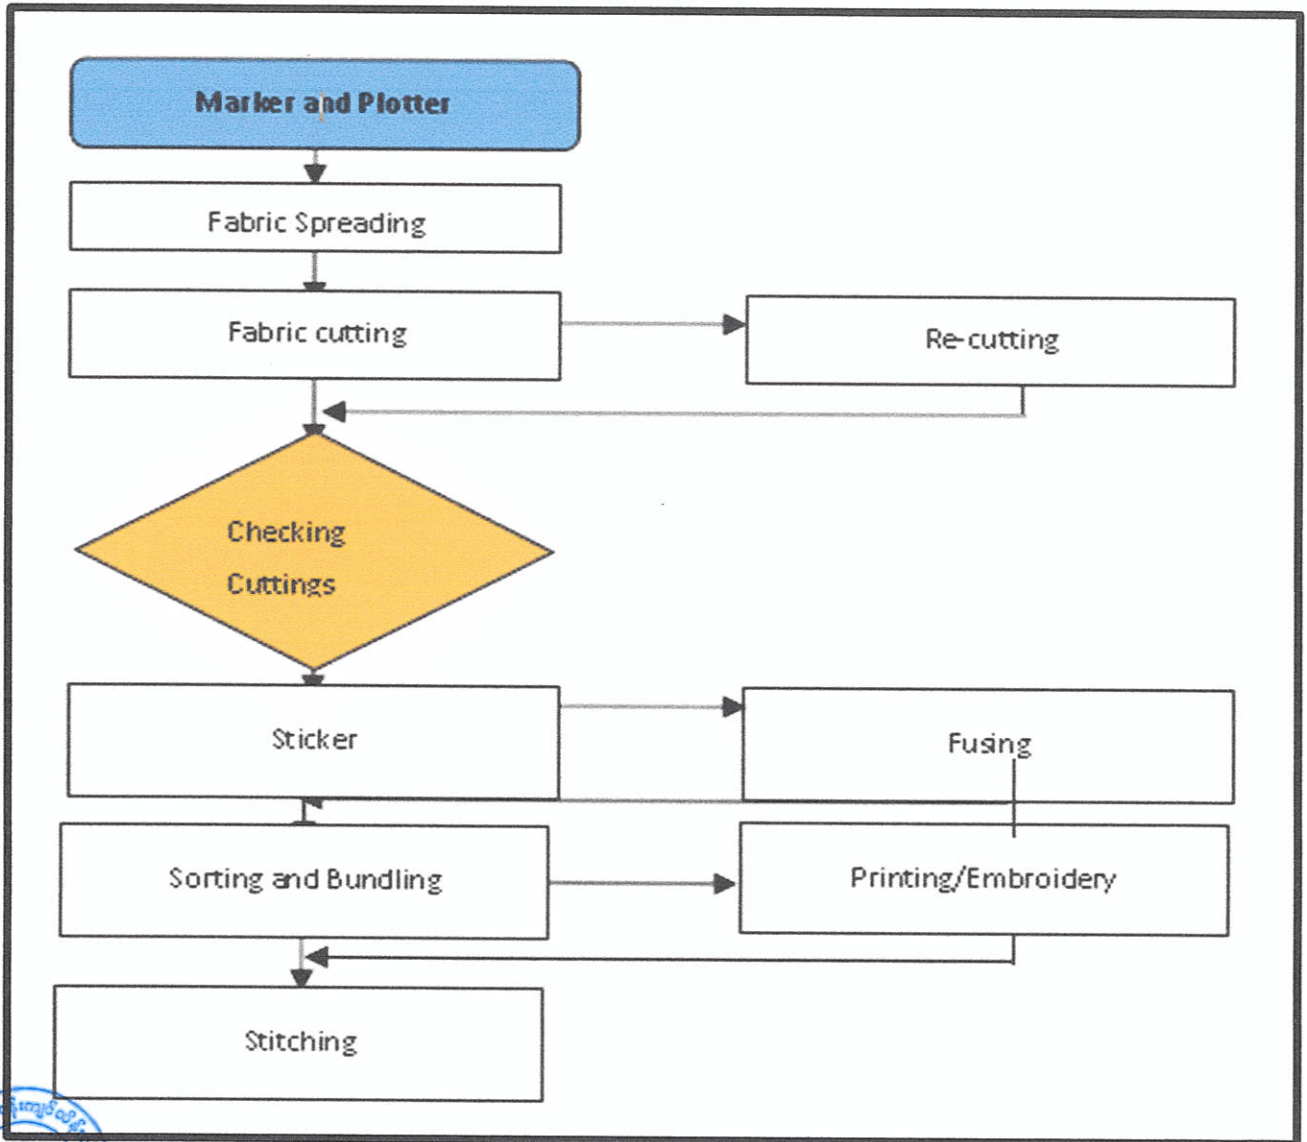 Marker and Plotter
Fabric Spreading
Fabric cutting
Re-cutting
Checking
Cuttings
Sticker
Fusing
Sorting and Bundling
Printing/Embroidery
Stitching